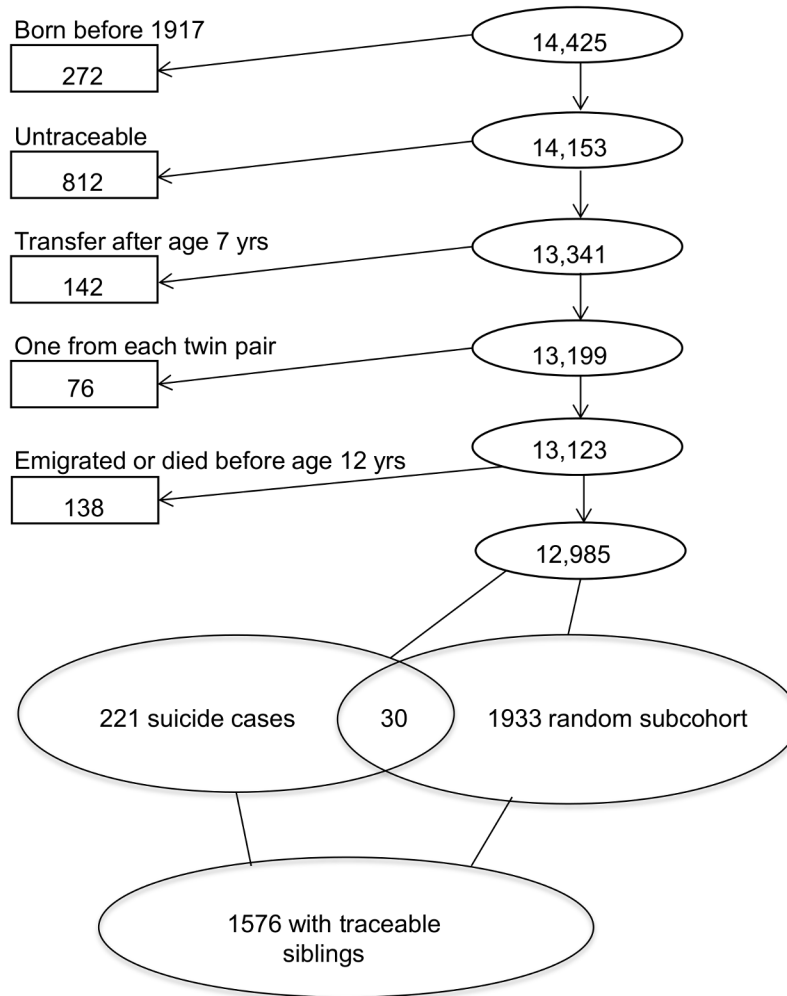 Born before 1917
14,425
272
Untraceable
14,153
812
Transfer after age 7 yrs
13,341
142
One from each twin pair
13,199
76
13,123
Emigrated or died before age 12 yrs
138
12,985
221 suicide cases
30
1933 random subcohort
1576 with traceable
siblings